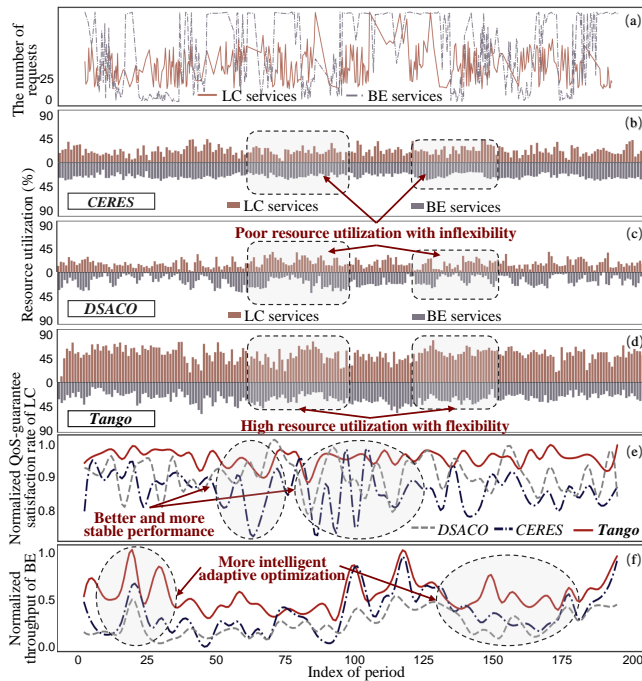 (a)
The number of
requests
-25
LC services
BE services
(b)
90
45
0
45
90
CERES
LC services
BE services
Poor resource utilization with inflexibility
Resource utilization (%)
(c)
90
45
0
45
90
DSACO
LC services
BE services
(d)
90
45
0
45
90
Tango
High resource utilization with flexibility
(e)
Normalized QoS-guarantee
satisfaction rate of LC
1.0
0.9
0.8
Better and more
stable performance
DSACO
CERES
Tango
(f)
Normalized
throughput of BE
1.0
0.5
0.0
More intelligent
adaptive optimization
0
25
50
75
100
125
150
175
200
Index of period